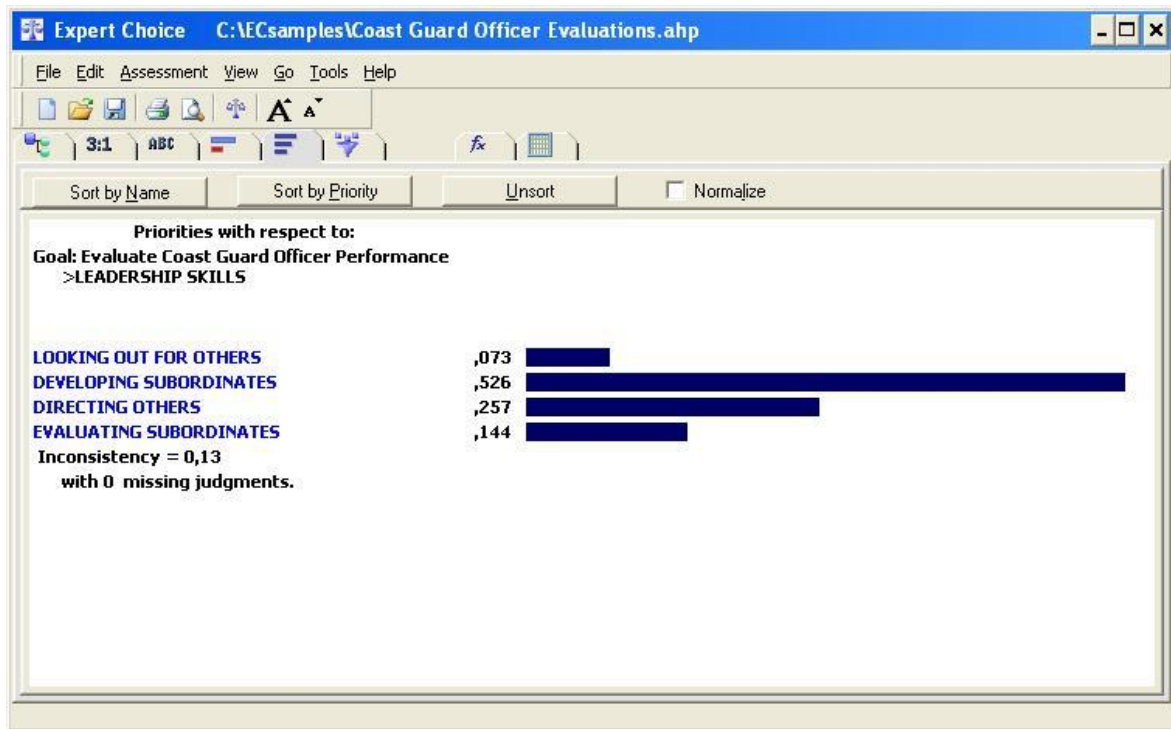 Expert Choice C:\ECsamples\Coast Guard Officer Evaluations.ahp
File Edit Assessment View Go Tools Help
A A
3:1 ABC fx
Sort by Name Sort by Priority Unsort Normalize
Priorities with respect to:
Goal: Evaluate Coast Guard Officer Performance
>LEADERSHIP SKILLS
LOOKING OUT FOR OTHERS ,073
DEVELOPING SUBORDINATES ,526
DIRECTING OTHERS ,257
EVALUATING SUBORDINATES ,144
Inconsistency = 0,13
with 0 missing judgments.